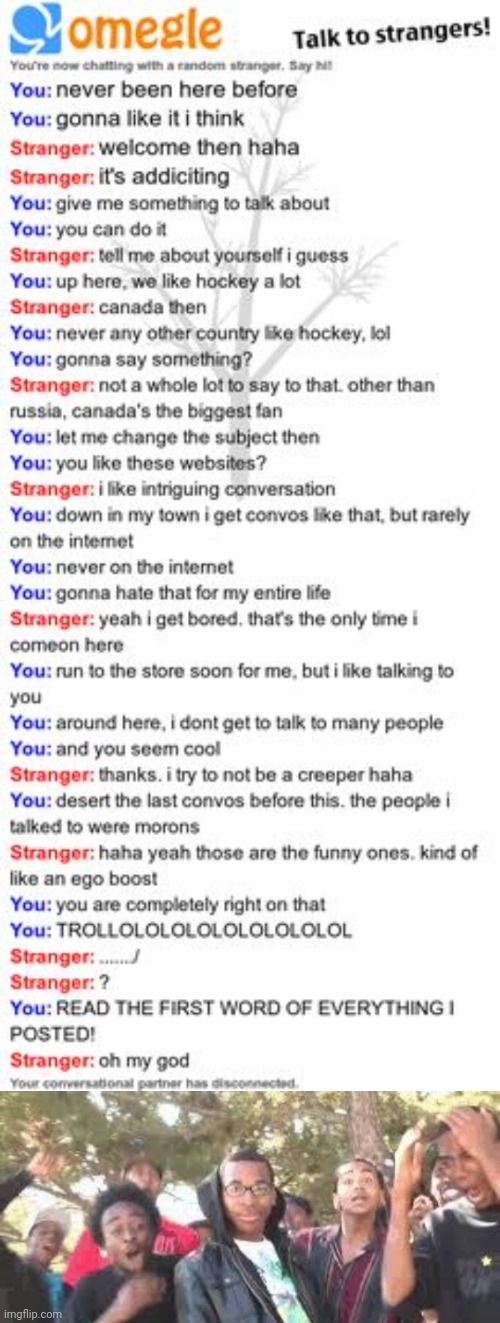 omegle
Talk to strangers!
You're now chatting with a random stranger. Say hi!
You: never been here before
You: gonna like it i think
Stranger: welcome then haha
Stranger: it's addiciting
You: give me something to talk about
You: you can do it
Stranger: tell me about yourself i guess
You: up here, we like hockey a lot
Stranger: canada then
You: never any other country like hockey, lol
You: gonna say something?
Stranger: not a whole lot to say to that. other than
russia, canada's the biggest fan
You: let me change the subject then
You: you like these websites?
Stranger: i like intriguing conversation
You: down in my town i get convos like that, but rarely
on the internet
You: never on the internet
You: gonna hate that for my entire life
Stranger: yeah i get bored. that's the only time i
comeon here
You: run to the store soon for me, but i like talking to
you
You: around here, i dont get to talk to many people
You: and you seem cool
Stranger: thanks. i try to not be a creeper haha
You: desert the last convos before this. the people i
talked to were morons
Stranger: haha yeah those are the funny ones. kind of
like an ego boost
You: you are completely right on that
You: TROLLOLOLOLOLOLOLOLOLOL
Stranger: ......./
Stranger: ?
You: READ THE FIRST WORD OF EVERYTHING I
POSTED!
Stranger: oh my god
Your conversational partner has disconnected.
imgflip.com